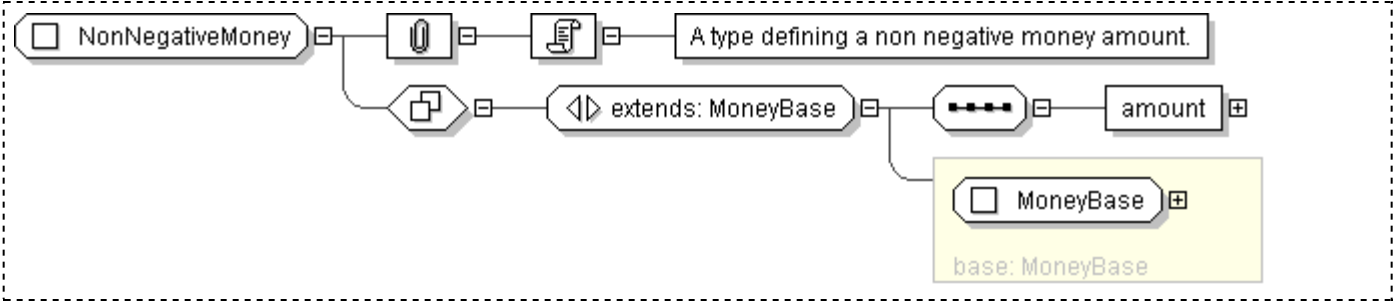 NonNegativeMoney
A type defining a non negative money amount.
extends: MoneyBase
amount
MoneyBase
base: MoneyBase